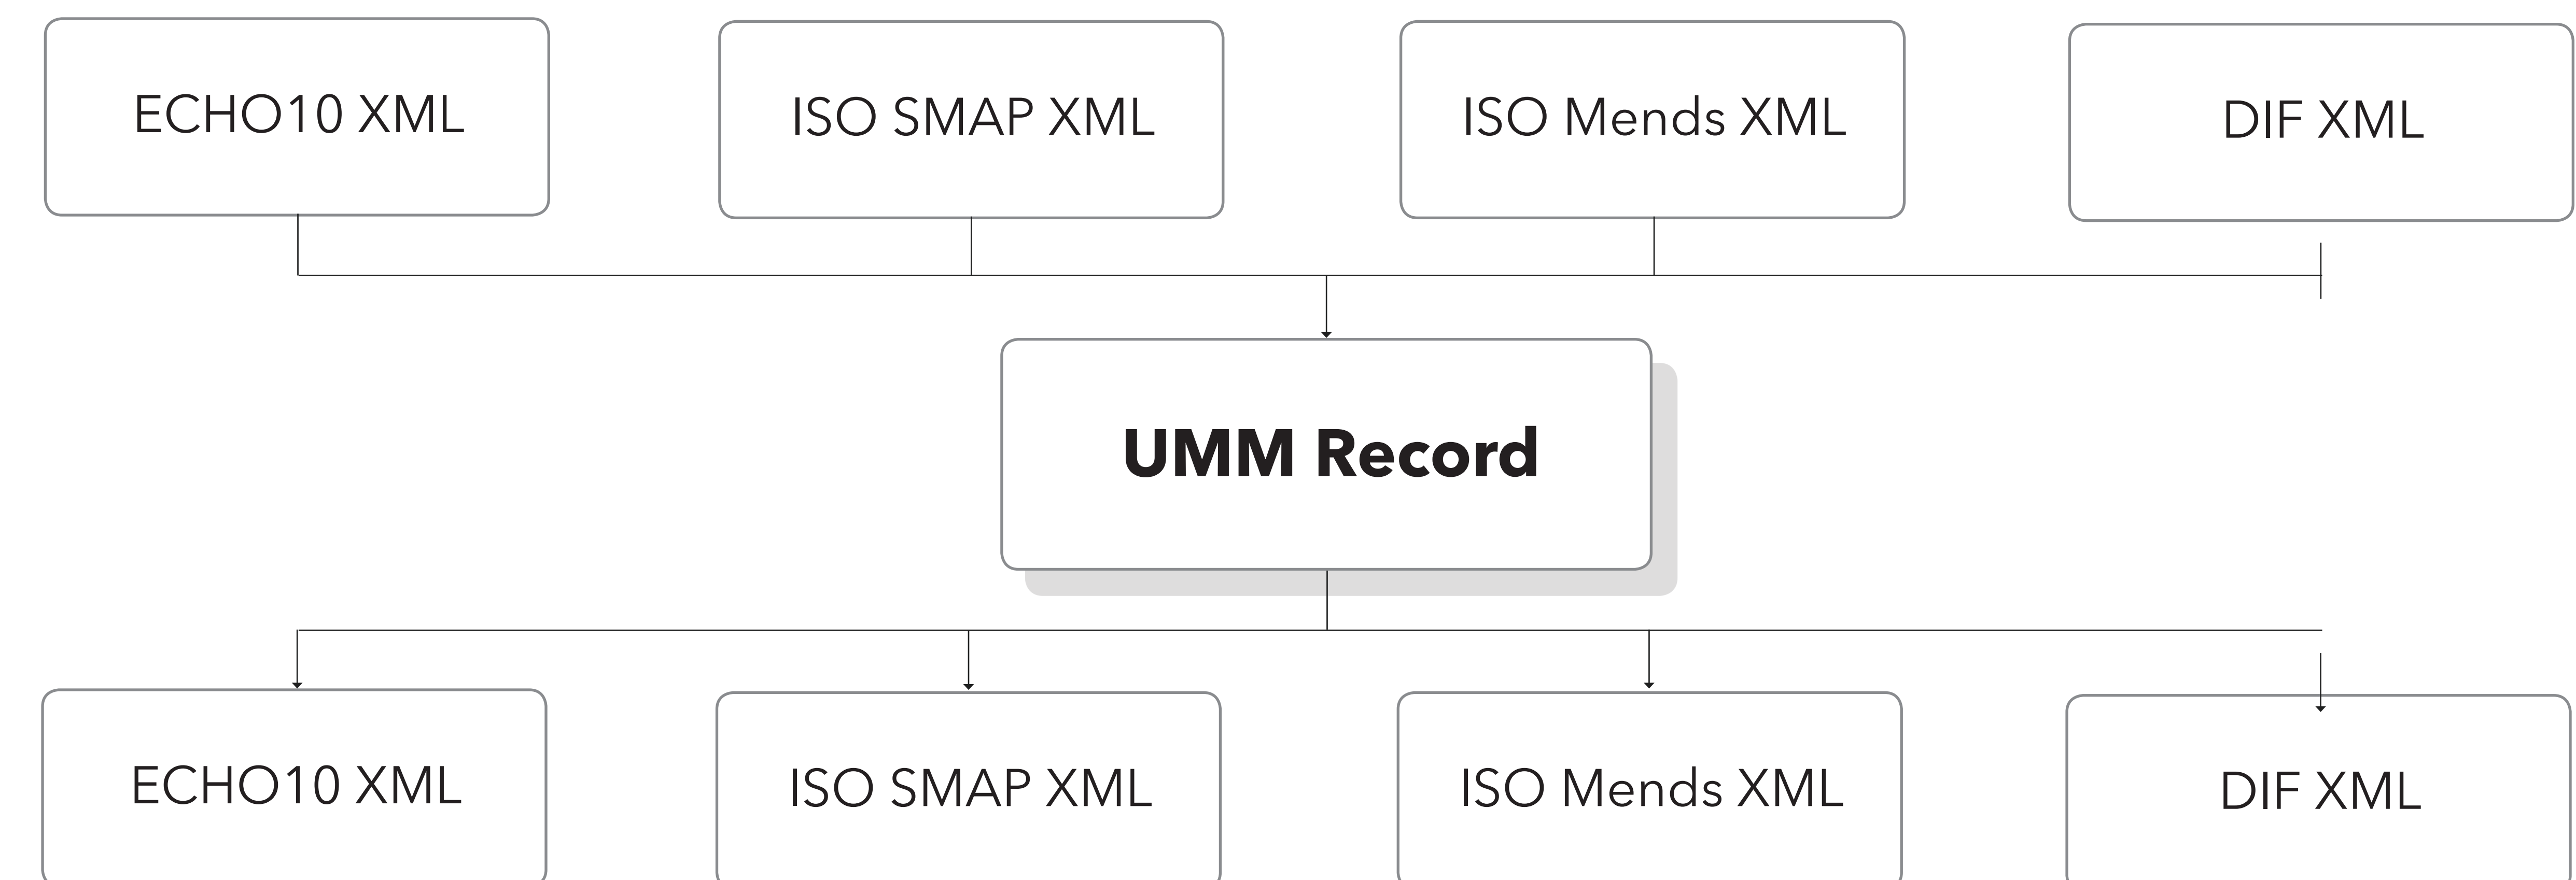 ECHO10 XML
ISO SMAP XML
ISO Mends XML
DIF XML
UMM Record
ECHO10 XML
ISO SMAP XML
ISO Mends XML
DIF XML